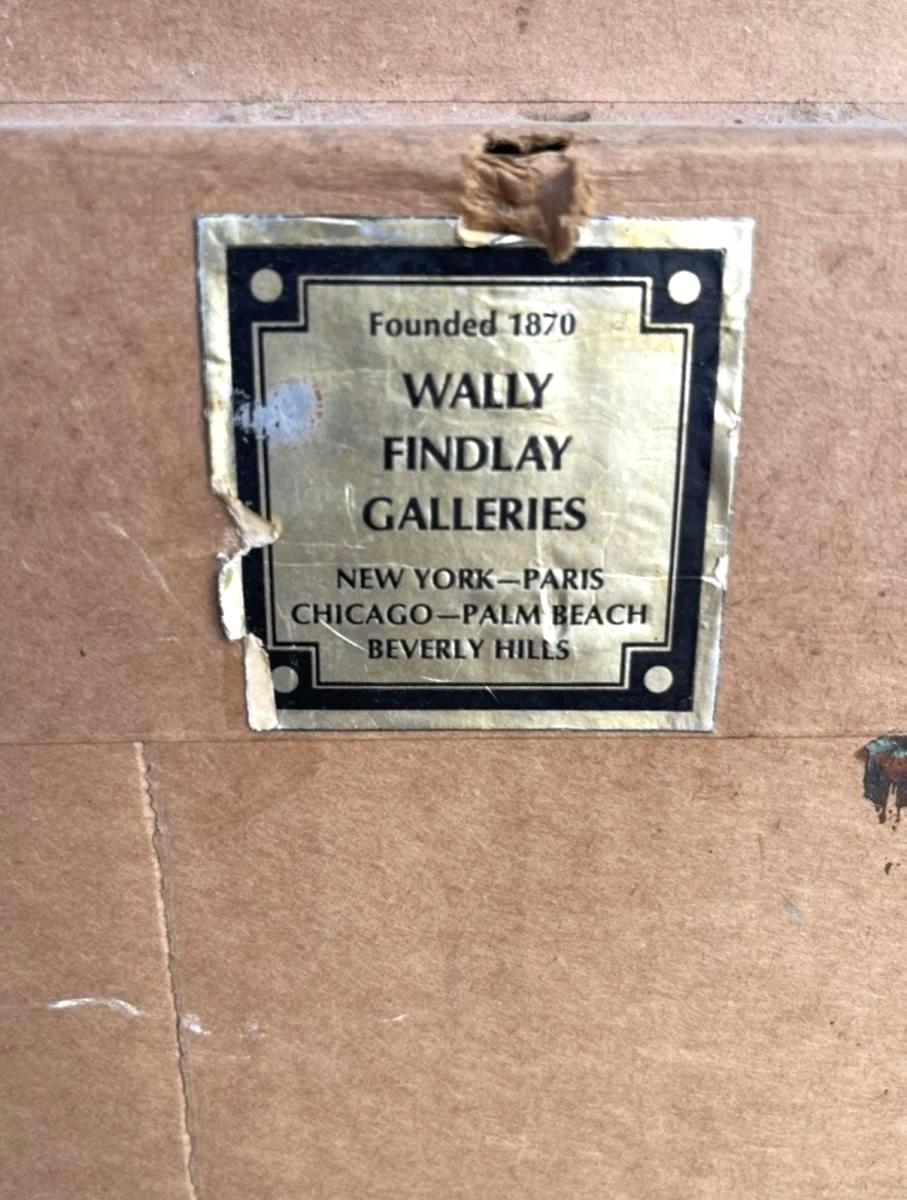 Founded 1870
WALLY
FINDLAY
GALLERIES
NEW YORK—PARIS
CHICAGO—PALM BEACH
BEVERLY HILLS